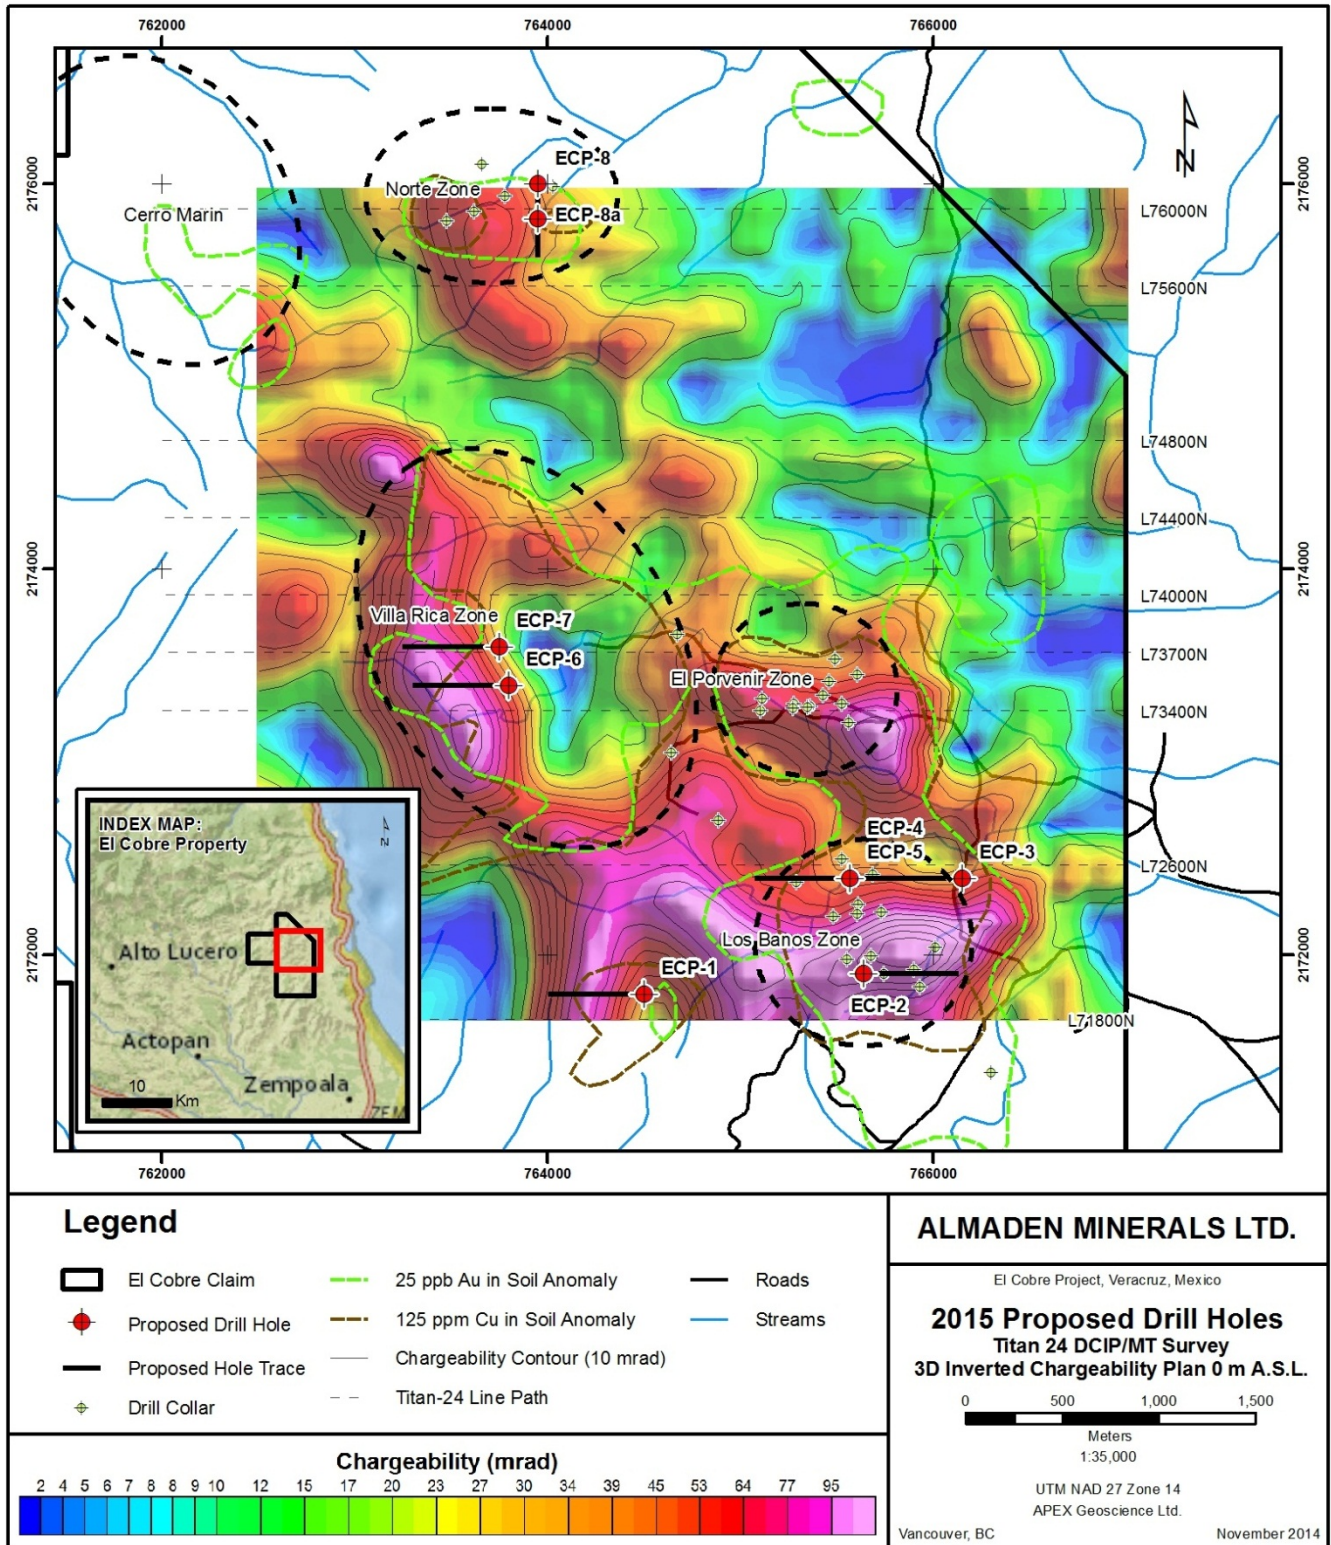 762000
764000
766000
2176000
2176000
N
ECP-8
Norte Zone
Cerro Marin
ECP-8a
L76000N
L75600N
L74800N
L74400N
2174000
2174000
L74000N
Villa Rica Zone
ECP-7
ECP-6
L73700N
El Porvenir Zone
L73400N
ECP-4
ECP-5
ECP-3
L72600N
Los Banos Zone
2172000
ECP-1
ECP-2
L71800N
INDEX MAP:
El Cobre Property
N
Alto Lucero
Actopan
Zempoala
10
Km
ZEM
762000
764000
766000
Legend
El Cobre Claim
Proposed Drill Hole
Proposed Hole Trace
Drill Collar
25 ppb Au in Soil Anomaly
125 ppm Cu in Soil Anomaly
Chargeability Contour (10 mrad)
Titan-24 Line Path
Roads
Streams
Chargeability (mrad)
2 4 5 6 7 8 8 9 10 12 12 15 17 20 23 27 30 34 39 45 53 64 77 95
ALMADEN MINERALS LTD.
El Cobre Project, Veracruz, Mexico
2015 Proposed Drill Holes
Titan 24 DCIP/MT Survey
3D Inverted Chargeability Plan 0 m A.S.L.
0 500 1,000 1,500
Meters
1:35,000
UTM NAD 27 Zone 14
APEX Geoscience Ltd.
Vancouver, BC
November 2014